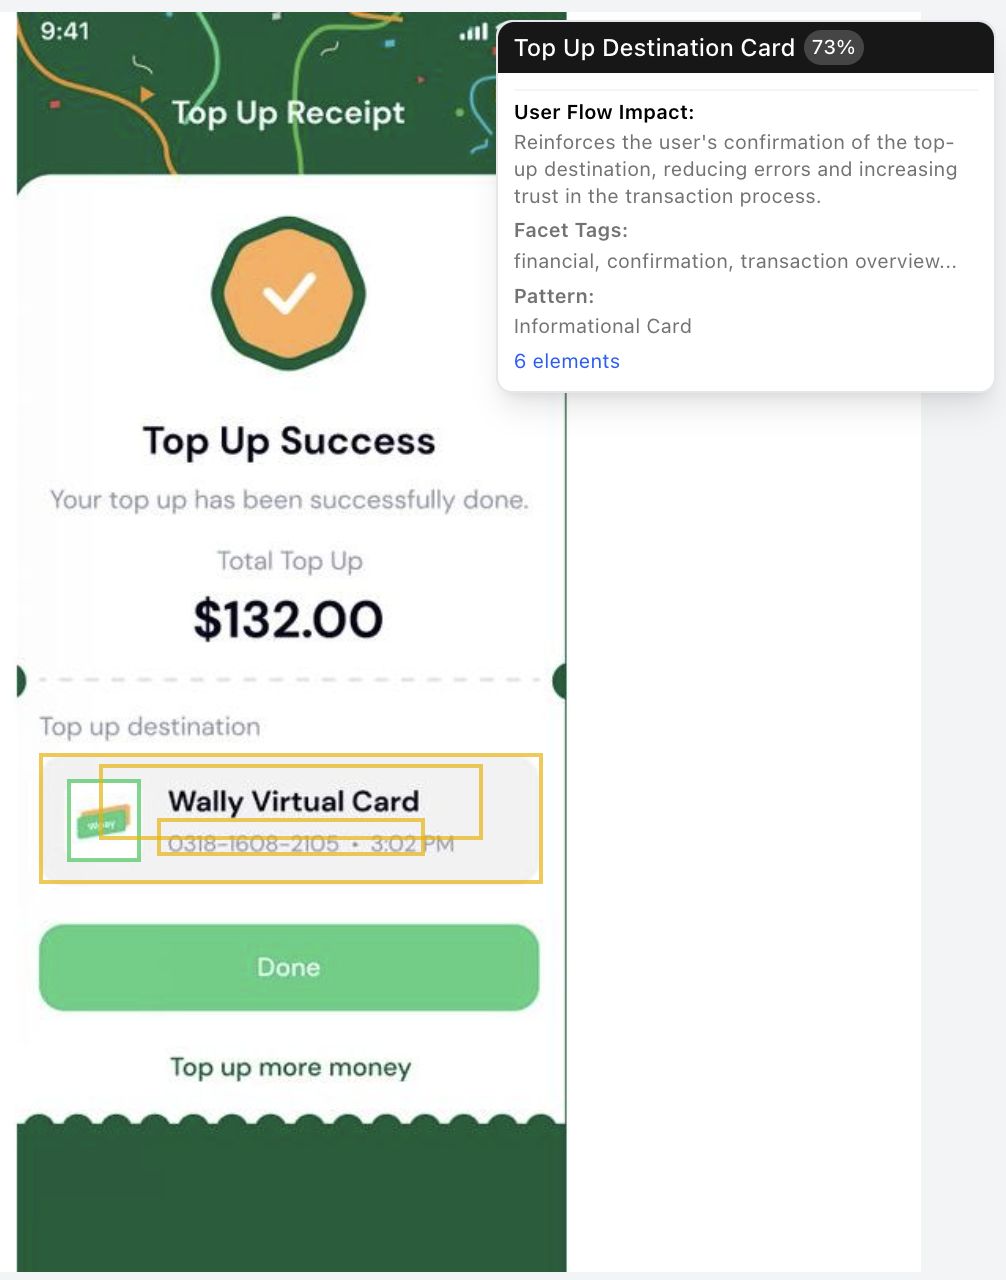 9:41
Top Up Receipt
Top Up Destination Card 73%
User Flow Impact:
Reinforces the user's confirmation of the top-
up destination, reducing errors and increasing
trust in the transaction process.
Facet Tags:
financial, confirmation, transaction overview...
Pattern:
Informational Card
6 elements
Top Up Success
Your top up has been successfully done.
Total Top Up
$132.00
Top up destination
Wally Virtual Card
0318-1608-2105 • 3:02 PM
Done
Top up more money